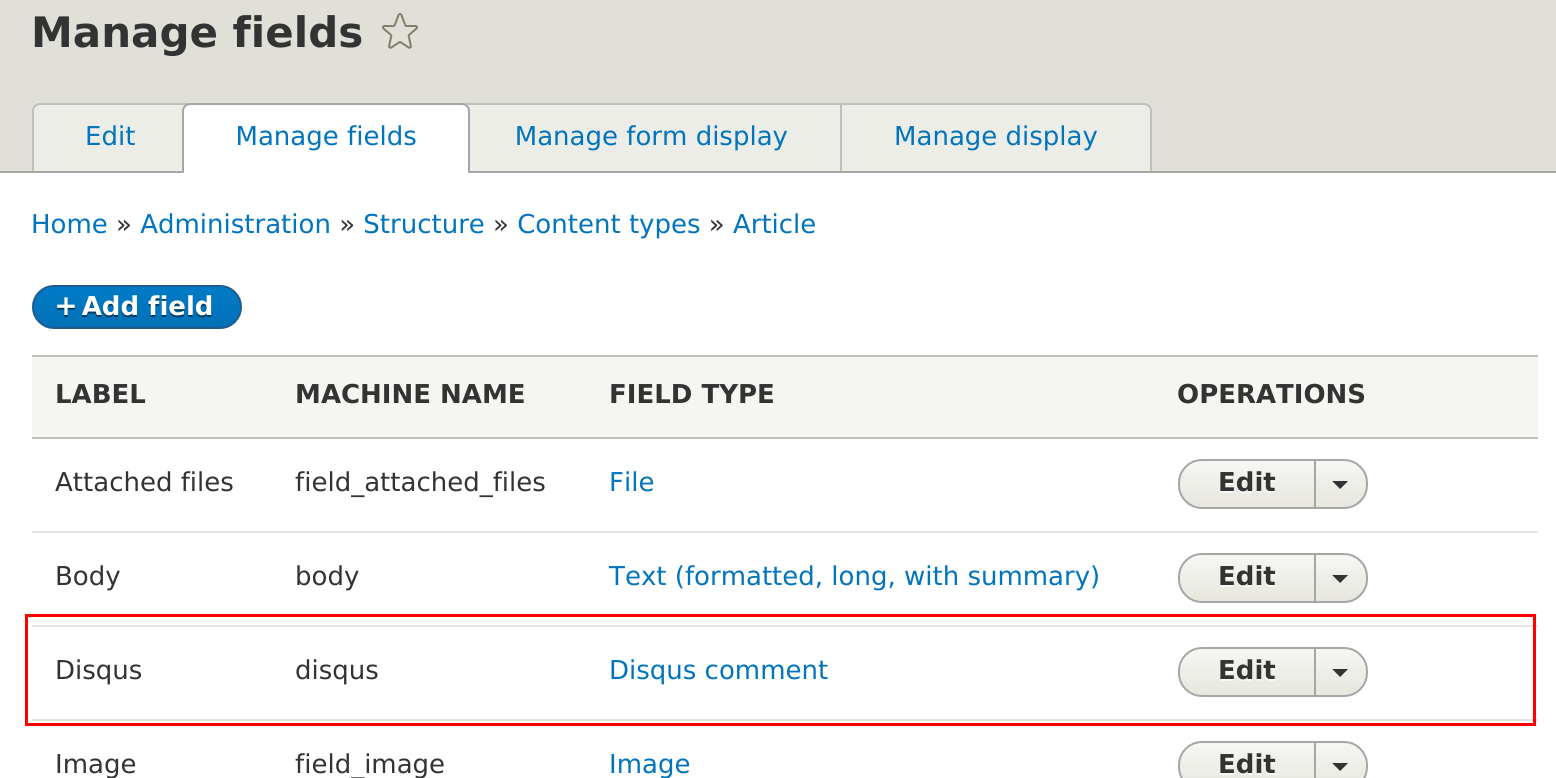 Manage fields
Edit Manage fields Manage form display Manage display
Home » Administration » Structure » Content types » Article
+ Add field
LABEL MACHINE NAME FIELD TYPE OPERATIONS
Attached files field_attached_files File Edit
Body body Text (formatted, long, with summary) Edit
Disqus disqus Disqus comment Edit
Image field_image Image Edit